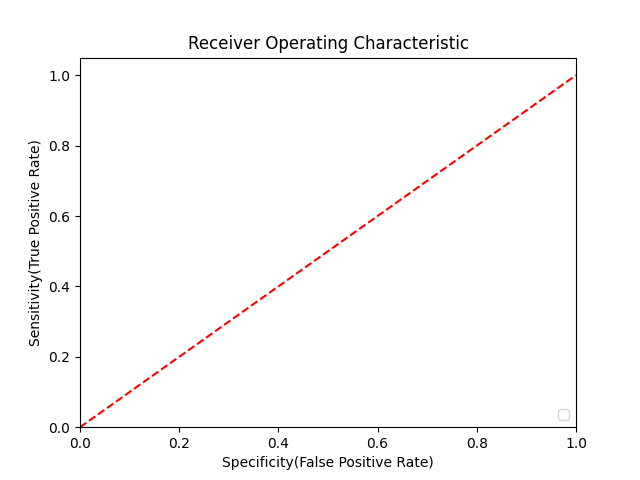 Receiver Operating Characteristic
1.0
0.8
0.6
0.4
0.2
0.0
Sensitivity(True Positive Rate)
0.0 0.2 0.4 0.6 0.8 1.0
Specificity(False Positive Rate)